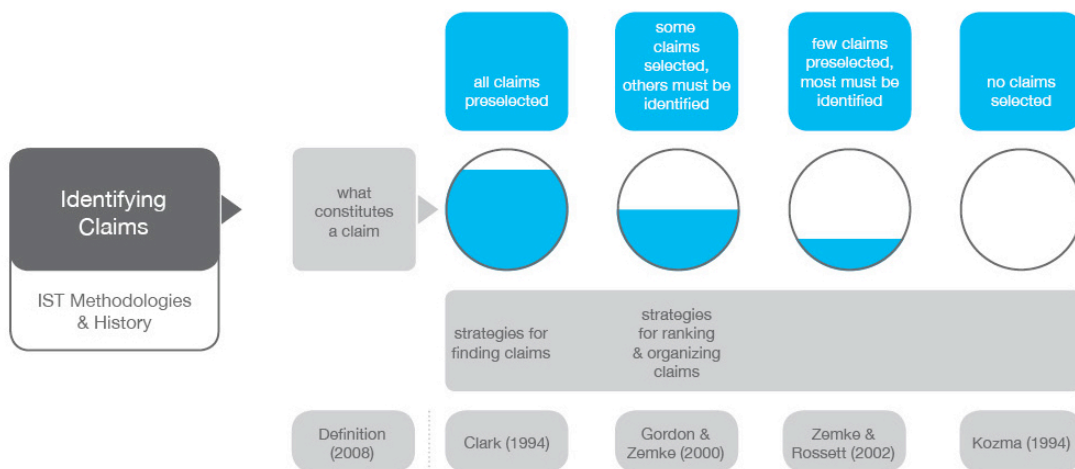 all claims
preselected
some
claims
selected,
others must be
identified
few claims
preselected,
most must be
identified
no claims
selected
Identifying
Claims
IST Methodologies
& History
what
constitutes
a claim
strategies for
finding claims
strategies
for ranking
& organizing
claims
Definition
(2008)
Clark (1994)
Gordon &
Zemke (2000)
Zemke &
Rossett (2002)
Kozma (1994)